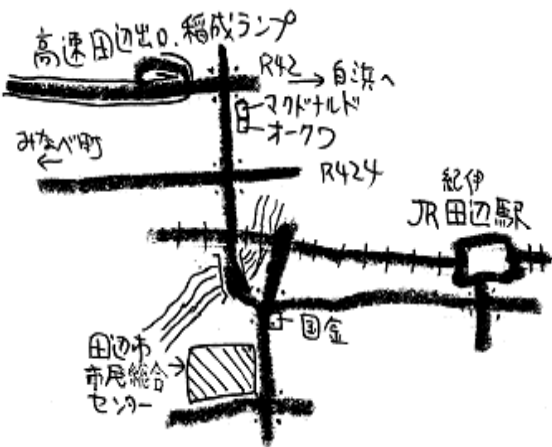 高速田辺出口.稲成ランプ
R42
→白浜へ
マクドナルド
オークワ
みなべ町
←
R424
紀伊
JR田辺駅
国金
田辺市
市民総合
センター